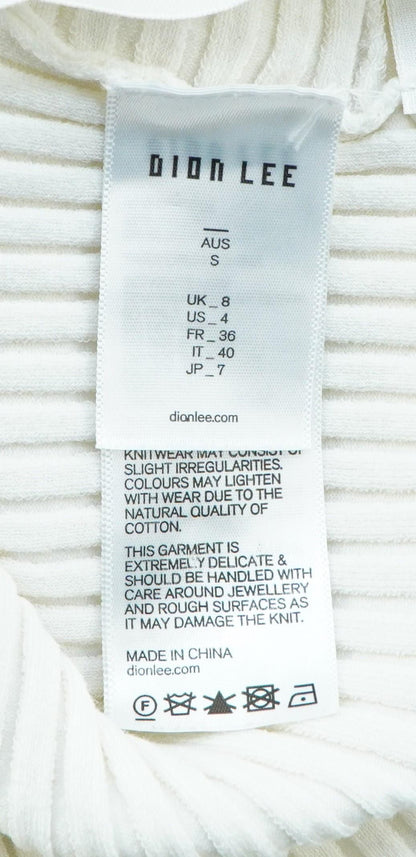 DION LEE
AUS
S
UK_8
US_4
FR_36
IT_40
JP_7
dionlee.com
KNITWEAR MAY CONSIST OF
SLIGHT IRREGULARITIES.
COLOURS MAY LIGHTEN
WITH WEAR DUE TO THE
NATURAL QUALITY OF
COTTON.
THIS GARMENT IS
EXTREMELY DELICATE &
SHOULD BE HANDLED WITH
CARE AROUND JEWELLERY
AND ROUGH SURFACES AS
IT MAY DAMAGE THE KNIT.
MADE IN CHINA
dionlee.com
F